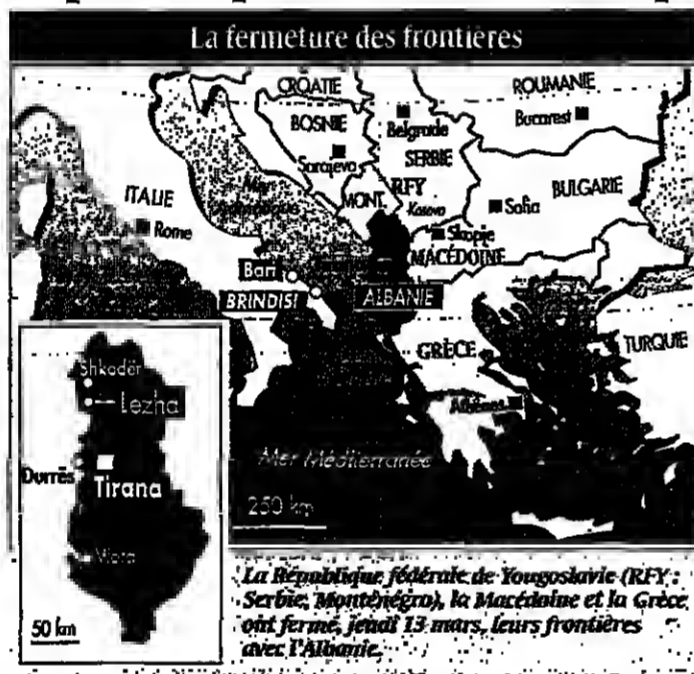 La fermeture des frontières
CROATIE
ROUMANIE
BOSNIE
Belgrade
Bucarest
Sarajevo
SERBIE
RFY
MONT.
Kosovo
BULGARIE
Sofia
ITALIE
Rome
Skopje
MACÉDOINE
Bari
BRINDISI
ALBANIE
GRÈCE
TURQUIE
Athènes
Mer Méditerranée
250 km
Shkodër
Lezha
Durrës
Tirana
Vlora
50 km
La République fédérale de Yougoslavie (RFY :
Serbie, Monténégro), la Macédoine et la Grèce
ont fermé, jeudi 13 mars, leurs frontières
avec l'Albanie.